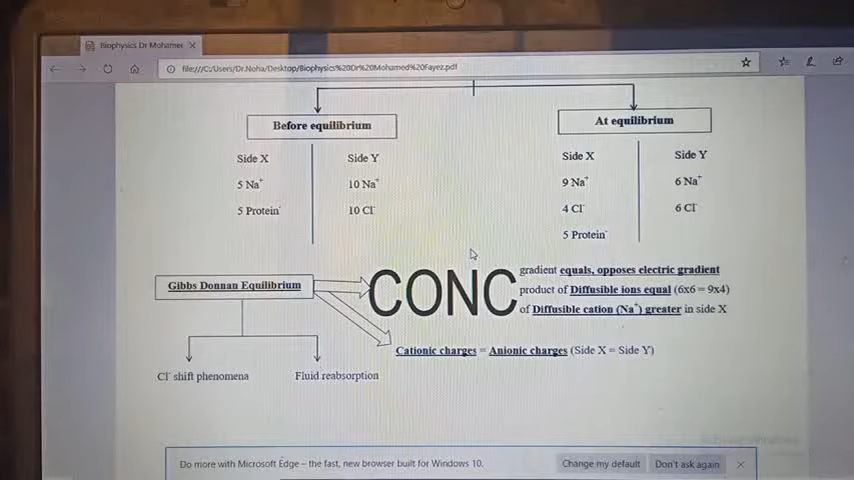 Biophysics Dr Mohamed
file:///C:/Users/Dr.Noha/Desktop/Biophysics%20Dr%20Mohamed%20Fayez.pdf
Before equilibrium
At equilibrium
Side X Side Y
Side X Side Y
5 Na⁺ 10 Na⁺
9 Na⁺ 6 Na⁺
5 Protein⁻ 10 Cl⁻
4 Cl⁻ 6 Cl⁻
5 Protein⁻
Gibbs Donnan Equilibrium
CONC
gradient equals, opposes electric gradient
product of Diffusible ions equal (6x6 = 9x4)
of Diffusible cation (Na⁺) greater in side X
Cationic charges = Anionic charges (Side X = Side Y)
Cl⁻ shift phenomena
Fluid reabsorption
Do more with Microsoft Edge – the fast, new browser built for Windows 10.
Change my default
Don't ask again